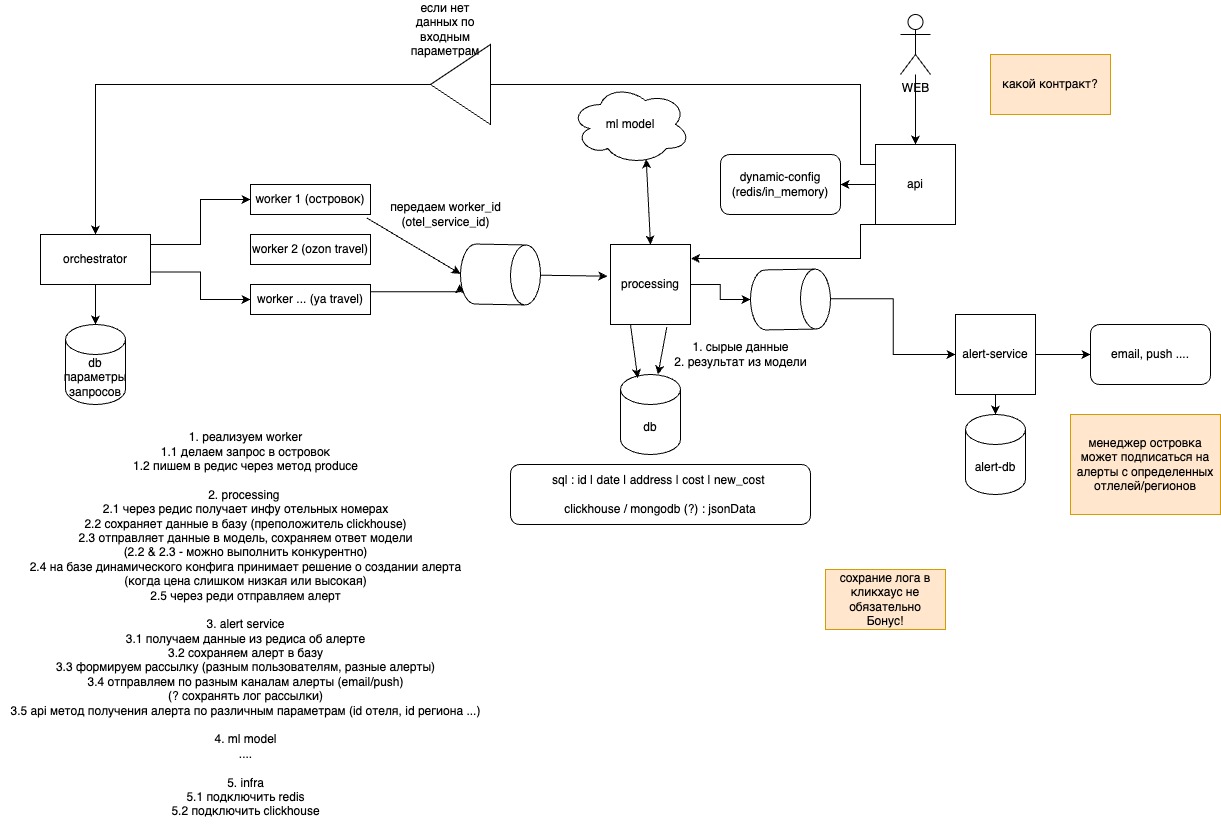 если нет
данных по
входным
параметрам
WEB
какой контракт?
ml model
dynamic-config
(redis/in_memory)
api
worker 1 (островок)
передаем worker_id
(otel_service_id)
worker 2 (ozon travel)
orchestrator
worker ... (ya travel)
processing
1. сырые данные
2. результат из модели
alert-service
email, push ....
db
параметры
запросов
db
alert-db
менеджер островка
может подписаться на
алерты с определенных
отлелей/регионов
sql : id | date | address | cost | new_cost
clickhouse / mongodb (?) : jsonData
сохрание лога в
кликхаус не
обязательно
Бонус!
1. реализуем worker
1.1 делаем запрос в островок
1.2 пишем в редис через метод produce
2. processing
2.1 через редис получает инфу отельных номерах
2.2 сохраняет данные в базу (преположитель clickhouse)
2.3 отправляет данные в модель, сохраняем ответ модели
(2.2 & 2.3 - можно выполнить конкурентно)
2.4 на базе динамического конфига принимает решение о создании алерта
(когда цена слишком низкая или высокая)
2.5 через реди отправляем алерт
3. alert service
3.1 получаем данные из редиса об алерте
3.2 сохраняем алерт в базу
3.3 формируем рассылку (разным пользователям, разные алерты)
3.4 отправляем по разным каналам алерты (email/push)
(? сохранять лог рассылки)
3.5 api метод получения алерта по различным параметрам (id отеля, id региона ...)
4. ml model
....
5. infra
5.1 подключить redis
5.2 подключить clickhouse